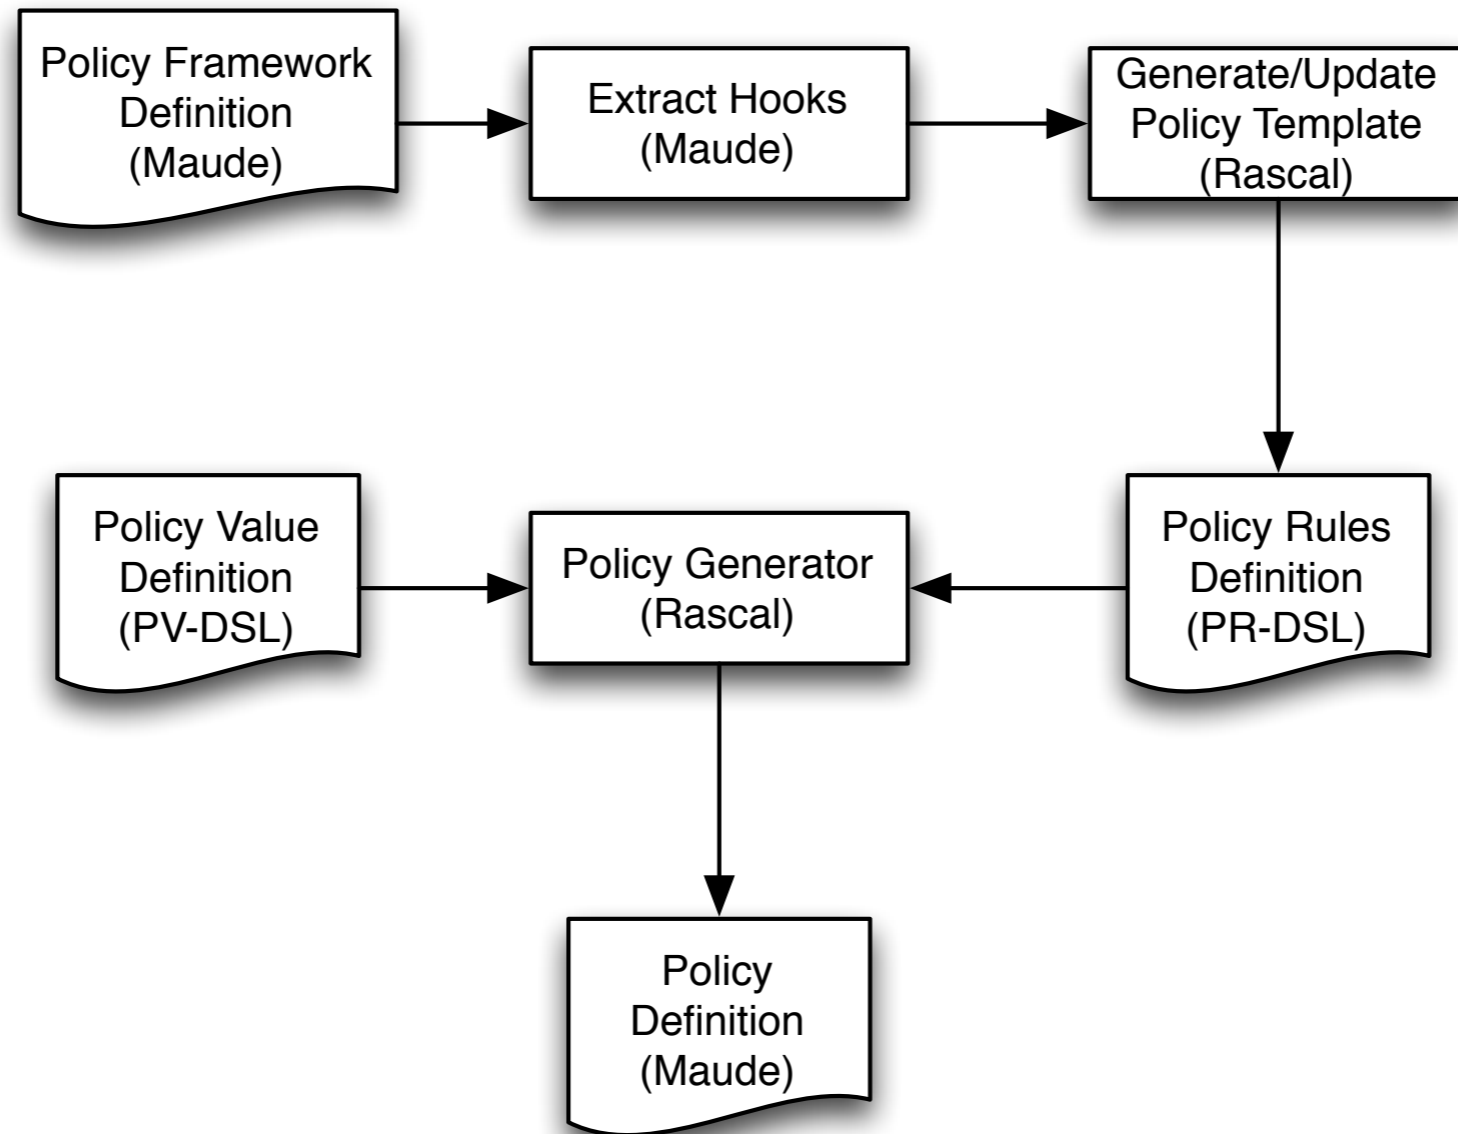 Policy Framework
Definition
(Maude)
Extract Hooks
(Maude)
Generate/Update
Policy Template
(Rascal)
Policy Value
Definition
(PV-DSL)
Policy Generator
(Rascal)
Policy Rules
Definition
(PR-DSL)
Policy
Definition
(Maude)